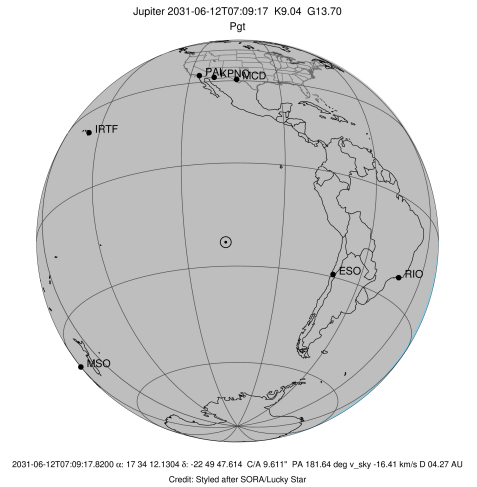 Jupiter 2031-06-12T07:09:17 K9.04 G13.70
Pgt
PAL KPNO MCD
IRTF
ESO RIO
MSO
2031-06-12T07:09:17.8200 α: 17 34 12.1304 δ: -22 49 47.614 C/A 9.611" PA 181.64 deg v_sky -16.41 km/s D 04.27 AU
Credit: Styled after SORA/Lucky Star